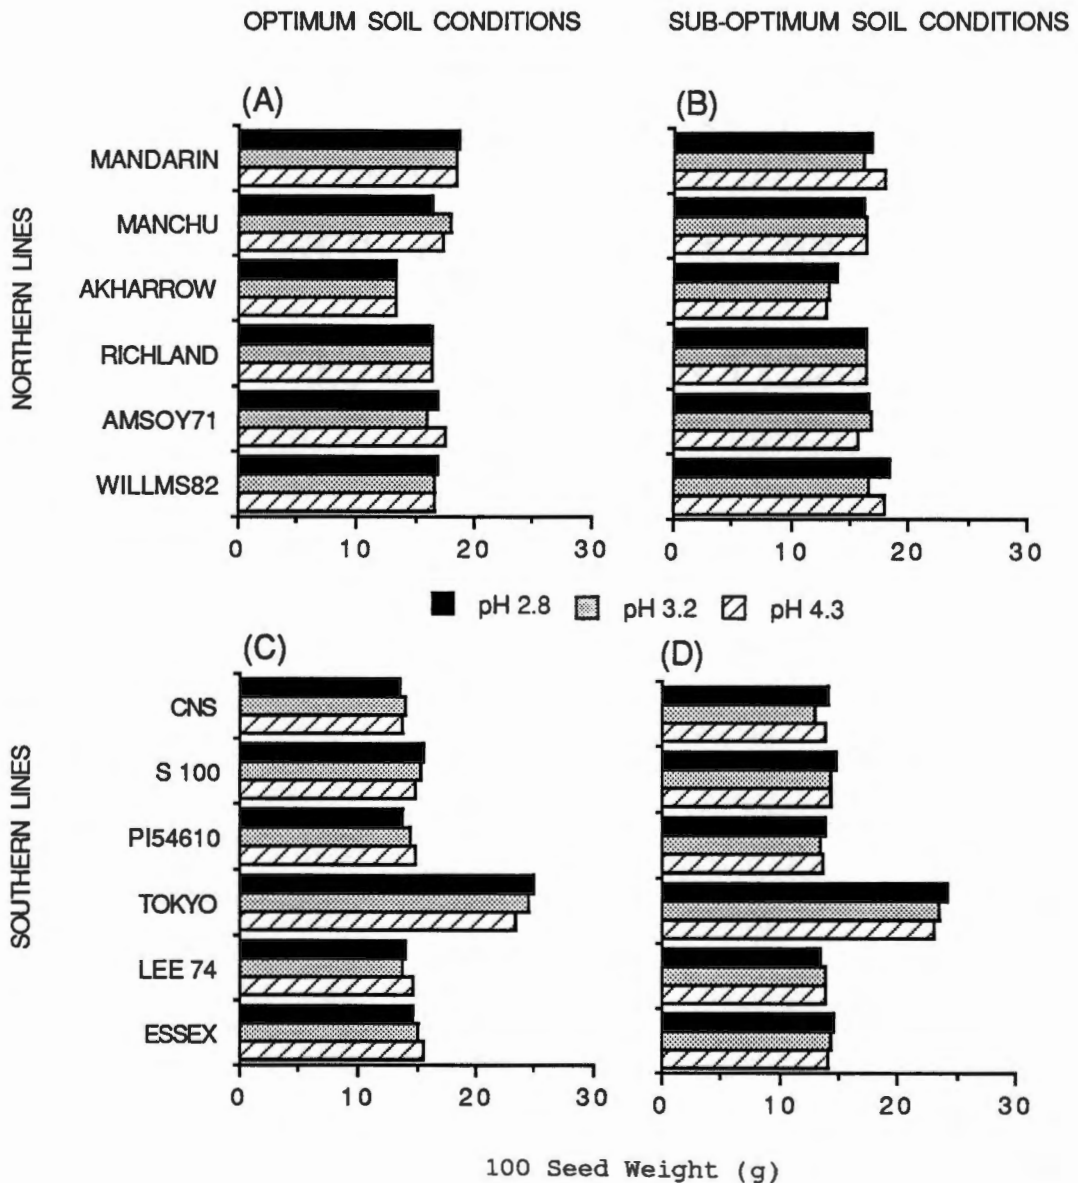 OPTIMUM SOIL CONDITIONS
SUB-OPTIMUM SOIL CONDITIONS
(A)
(B)
NORTHERN LINES
MANDARIN
MANCHU
AKHARROW
RICHLAND
AMSOY71
WILLMS82
0 10 20 30
0 10 20 30
pH 2.8 pH 3.2 pH 4.3
(C)
(D)
SOUTHERN LINES
CNS
S 100
PI54610
TOKYO
LEE 74
ESSEX
0 10 20 30
0 10 20 30
100 Seed Weight (g)